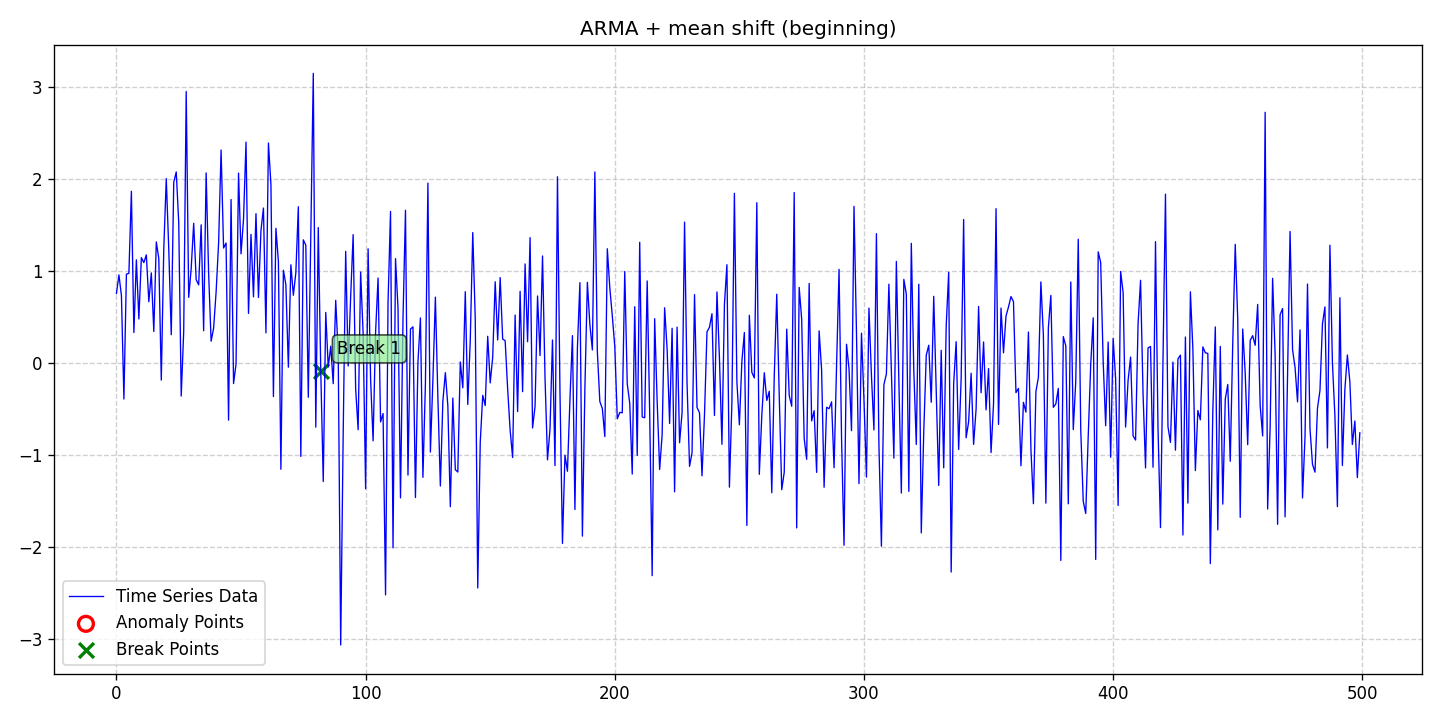 ARMA + mean shift (beginning)
3
2
1
0
−1
−2
−3
Break 1
Time Series Data
Anomaly Points
Break Points
0 100 200 300 400 500